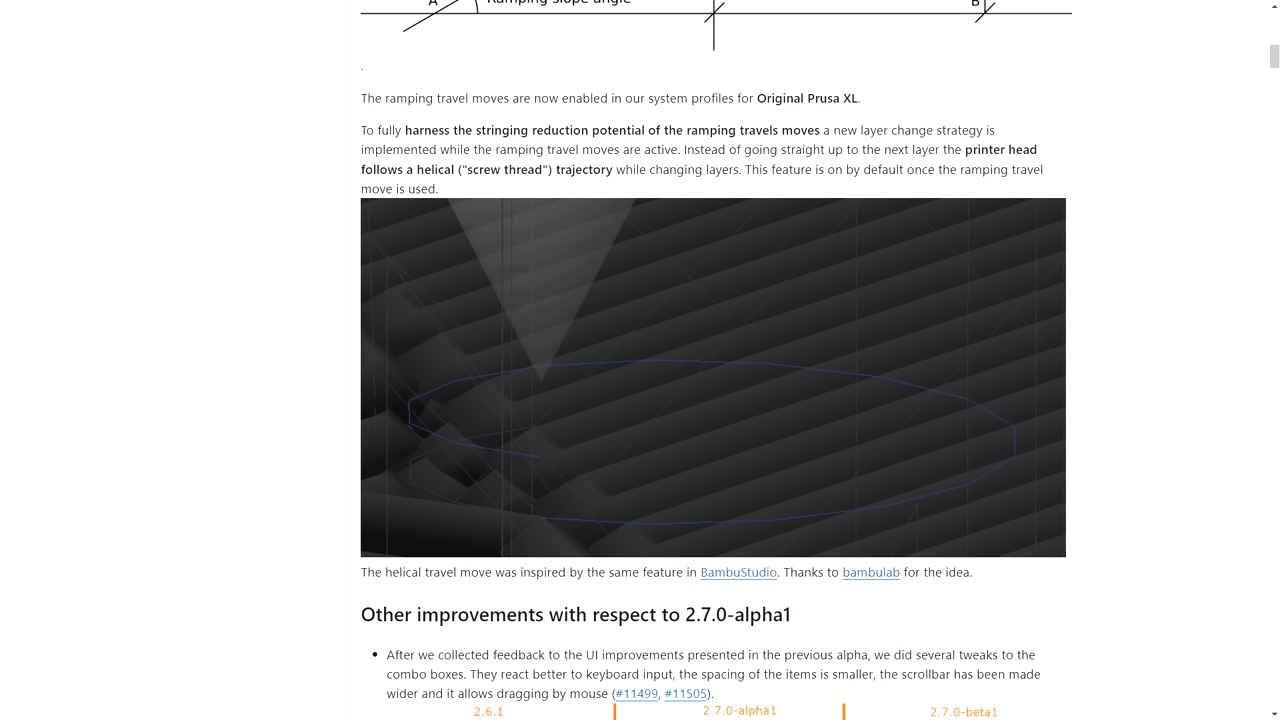 A Ramping slope angle B
.
The ramping travel moves are now enabled in our system profiles for Original Prusa XL.
To fully harness the stringing reduction potential of the ramping travels moves a new layer change strategy is
implemented while the ramping travel moves are active. Instead of going straight up to the next layer the printer head
follows a helical ("screw thread") trajectory while changing layers. This feature is on by default once the ramping travel
move is used.
The helical travel move was inspired by the same feature in BambuStudio. Thanks to bambulab for the idea.
Other improvements with respect to 2.7.0-alpha1
• After we collected feedback to the UI improvements presented in the previous alpha, we did several tweaks to the
combo boxes. They react better to keyboard input, the spacing of the items is smaller, the scrollbar has been made
wider and it allows dragging by mouse (#11499, #11505).
2.6.1 2.7.0-alpha1 2.7.0-beta1